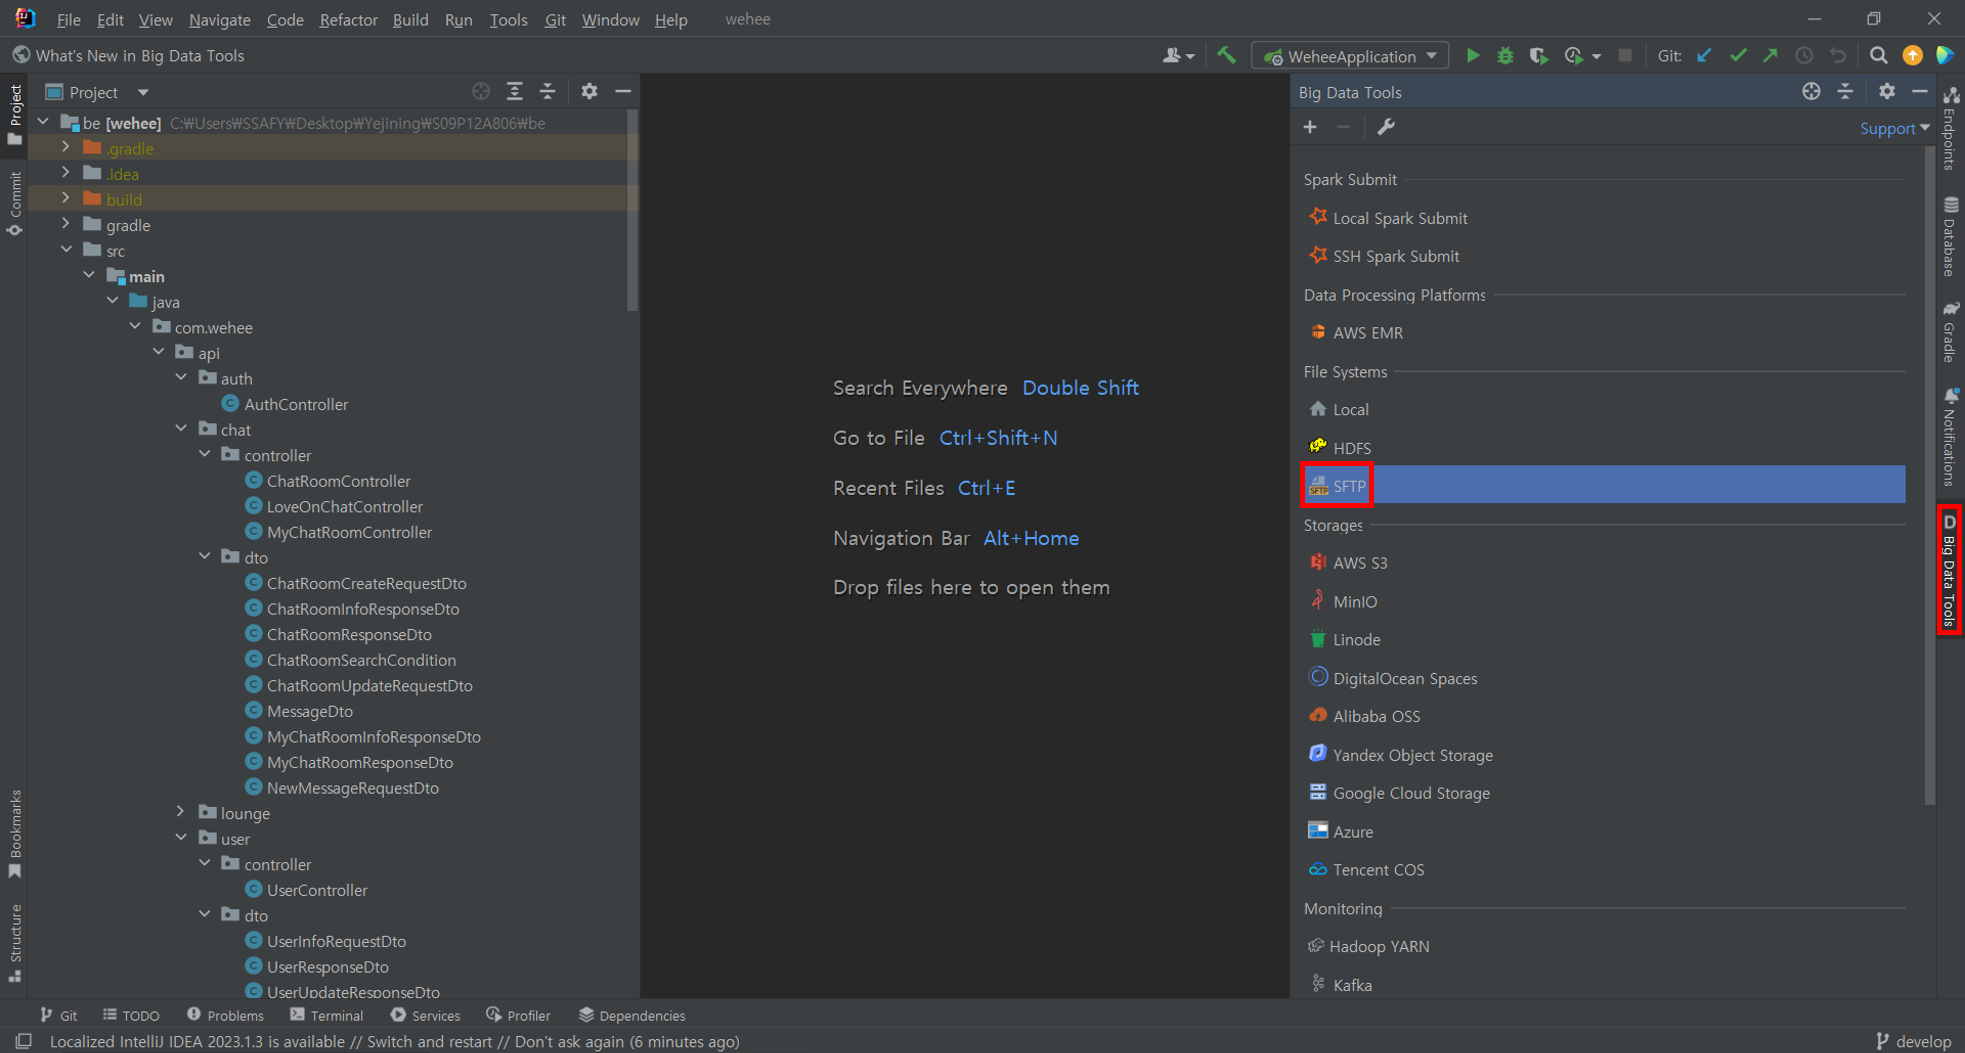 File Edit View Navigate Code Refactor Build Run Tools Git Window Help wehee
What's New in Big Data Tools
WeheeApplication
Git:
Project
Commit
Bookmarks
Structure
Project
be [wehee] C:₩Users₩SSAFY₩Desktop₩Yejining₩S09P12A806₩be
.gradle
.idea
build
gradle
src
main
java
com.wehee
api
auth
AuthController
chat
controller
ChatRoomController
LoveOnChatController
MyChatRoomController
dto
ChatRoomCreateRequestDto
ChatRoomInfoResponseDto
ChatRoomResponseDto
ChatRoomSearchCondition
ChatRoomUpdateRequestDto
MessageDto
MyChatRoomInfoResponseDto
MyChatRoomResponseDto
NewMessageRequestDto
lounge
user
controller
UserController
dto
UserInfoRequestDto
UserResponseDto
UserUpdateResponseDto
Search Everywhere Double Shift
Go to File Ctrl+Shift+N
Recent Files Ctrl+E
Navigation Bar Alt+Home
Drop files here to open them
Big Data Tools
Support
Spark Submit
Local Spark Submit
SSH Spark Submit
Data Processing Platforms
AWS EMR
File Systems
Local
HDFS
SFTP SFTP
Storages
AWS S3
MinIO
Linode
DigitalOcean Spaces
Alibaba OSS
Yandex Object Storage
Google Cloud Storage
Azure
Tencent COS
Monitoring
Hadoop YARN
Kafka
Endpoints
Database
Gradle
Notifications
D Big Data Tools
Git TODO Problems Terminal Services Profiler Dependencies
Localized IntelliJ IDEA 2023.1.3 is available // Switch and restart // Don't ask again (6 minutes ago)
develop